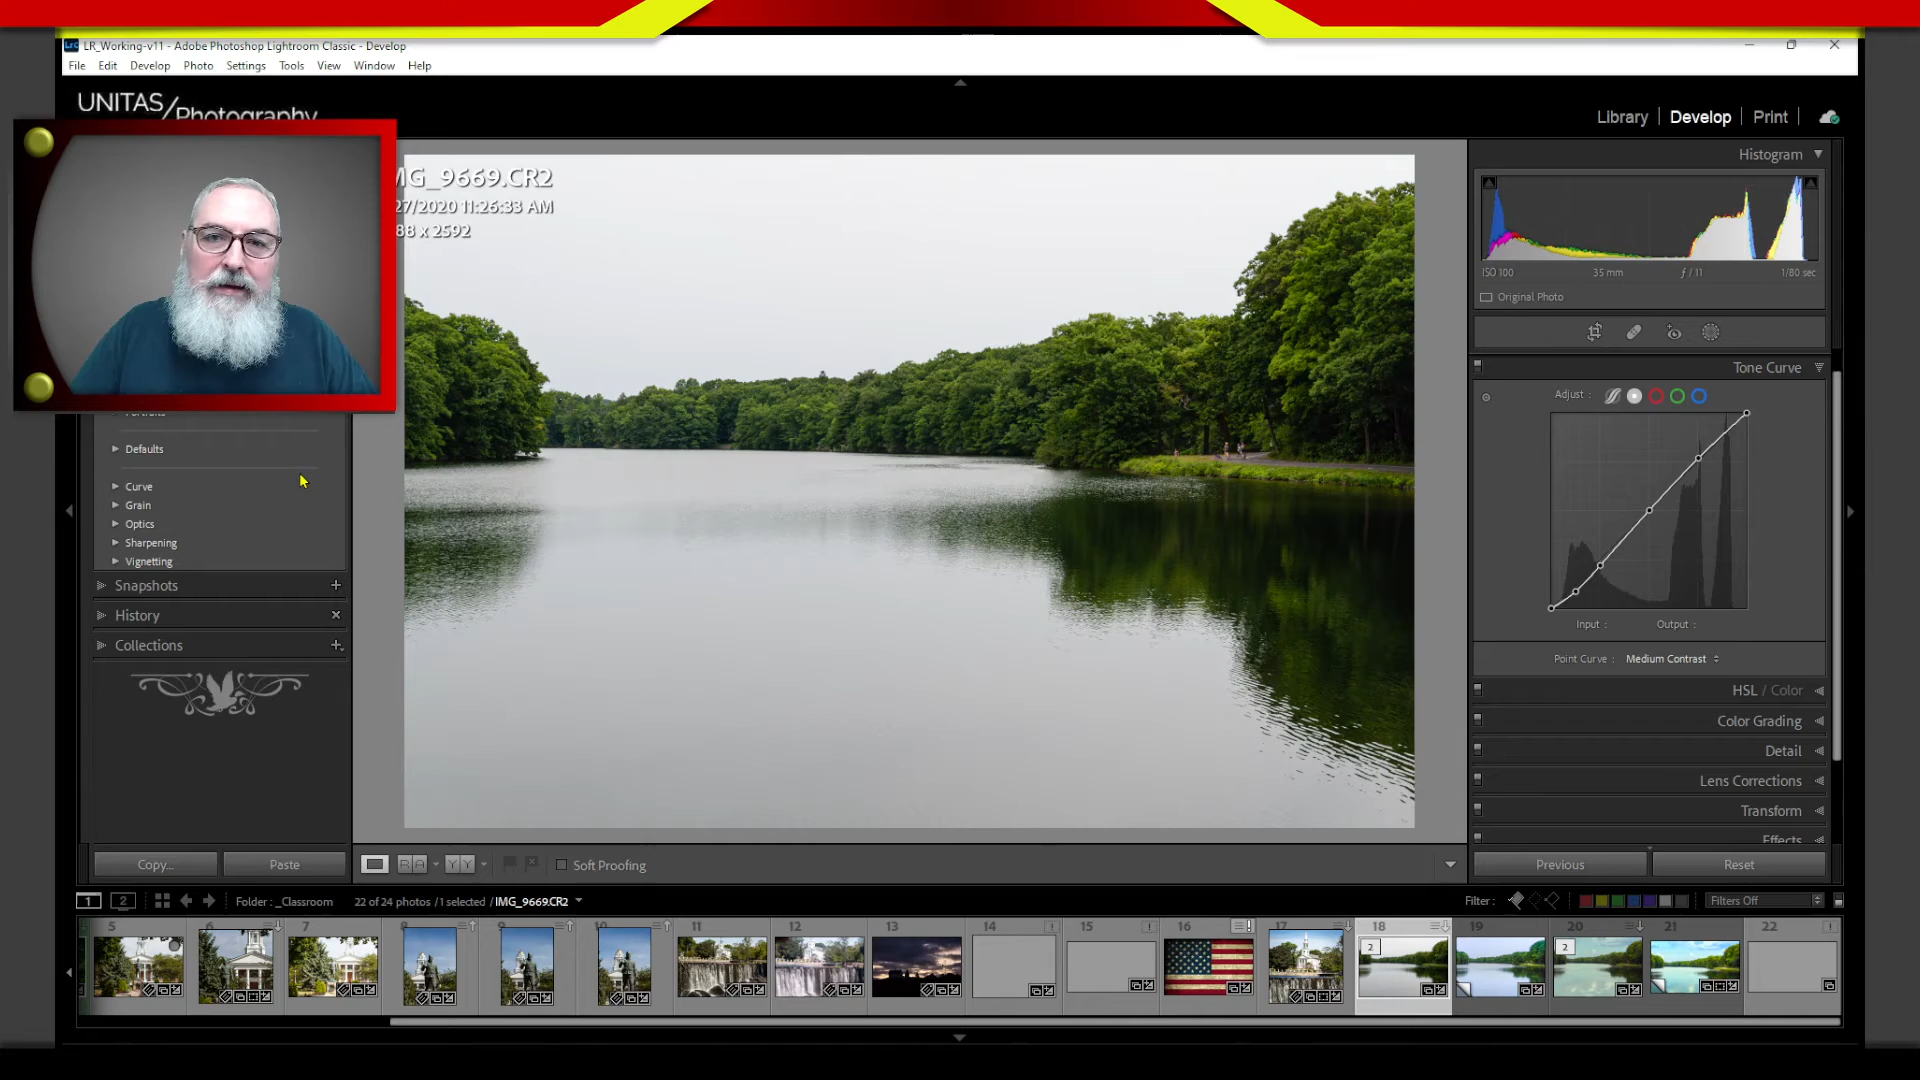 LR_Working-v11 - Adobe Photoshop Lightroom Classic - Develop
File Edit Develop Photo Settings Tools View Window Help
UNITAS/Photography
Library | Develop | Print |
Histogram
ISO 100 35 mm ƒ / 11 1/80 sec
Original Photo
MG_9669.CR2
27/2020 11:26:33 AM
88 x 2592
Tone Curve
Adjust :
Input : Output :
Point Curve : Medium Contrast
HSL / Color
Color Grading
Detail
Lens Corrections
Transform
Effects
Previous Reset
Portraits
Defaults
Curve
Grain
Optics
Sharpening
Vignetting
Snapshots
History
Collections
Copy... Paste
R A Y Y Soft Proofing
1 2 Folder : _Classroom 22 of 24 photos / 1 selected / IMG_9669.CR2 Filter : Filters Off
5 6 7 8 9 10 11 12 13 14 15 16 17 18 19 20 21 22
2 2